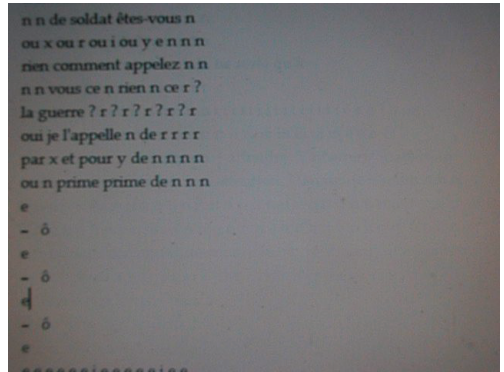 n n de soldat êtes-vous n
ou x ou r ou i ou y e n n n
rien comment appelez n n
n n vous ce n rien n ce r ?
la guerre ? r ? r ? r ? r ? r
oui je l'appelle n de r r r r
par x et pour y de n n n n
ou n prime prime de n n n
e
– ô
e
– ô
e
– ô
e